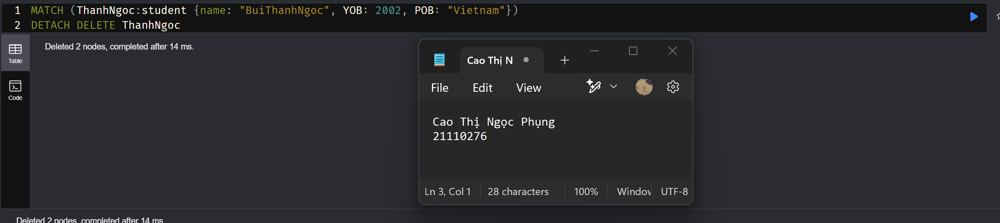 1 MATCH (ThanhNgoc:student {name: "BuiThanhNgoc", YOB: 2002, POB: "Vietnam"})
2 DETACH DELETE ThanhNgoc
Table
Code
Deleted 2 nodes, completed after 14 ms.
Cao Thị N
File Edit View
Cao Thị Ngọc Phụng
21110276
Ln 3, Col 1 28 characters 100% Window UTF-8
Deleted 2 nodes, completed after 14 ms